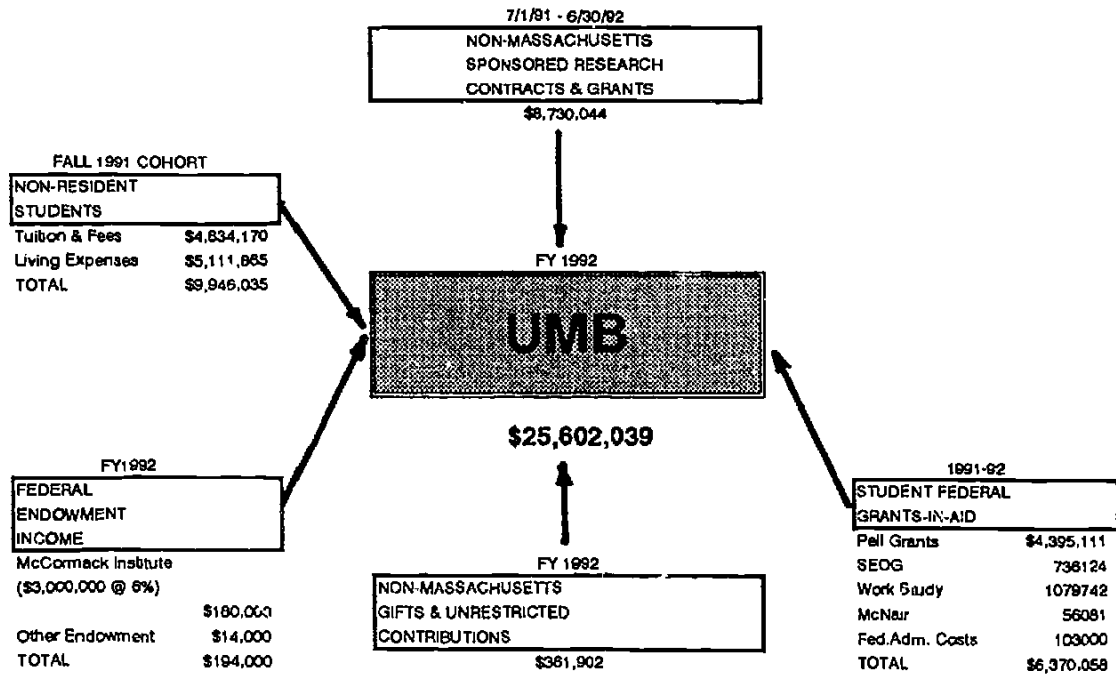 7/1/91 - 6/30/92
NON-MASSACHUSETTS
SPONSORED RESEARCH
CONTRACTS & GRANTS
$8,730,044
FALL 1991 COHORT
NON-RESIDENT
STUDENTS
Tuition & Fees $4,834,170
Living Expenses $5,111,865
TOTAL $9,946,035
FY 1992
UMB
$25,602,039
FY1992
FEDERAL
ENDOWMENT
INCOME
McCormack Institute
($3,000,000 @ 6%)
$180,000
Other Endowment $14,000
TOTAL $194,000
FY 1992
NON-MASSACHUSETTS
GIFTS & UNRESTRICTED
CONTRIBUTIONS
$361,902
1991-92
STUDENT FEDERAL
GRANTS-IN-AID
Pell Grants $4,395,111
SEOG 736124
Work Study 1079742
McNair 56081
Fed.Adm. Costs 103000
TOTAL $6,370,058